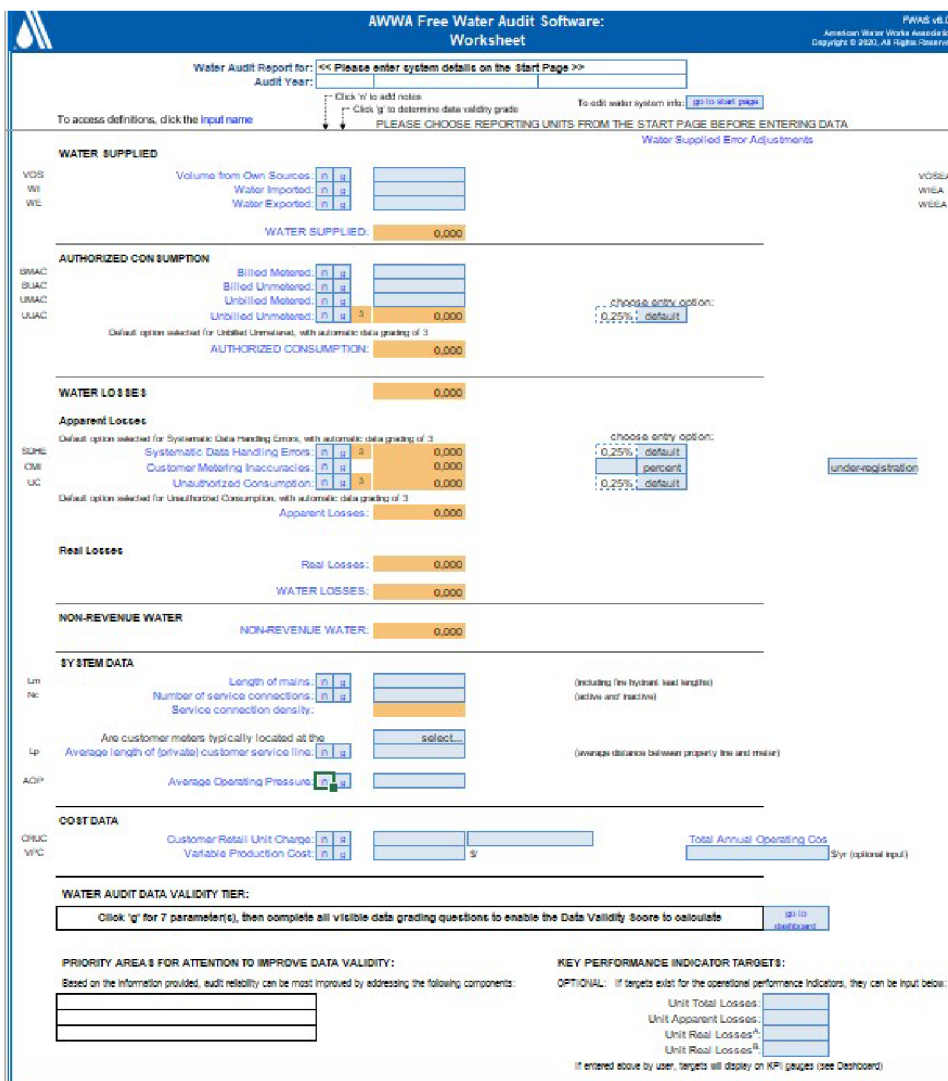 AWWA Free Water Audit Software:
Worksheet
FWAS v6.0
American Water Works Association
Copyright © 2020, All Rights Reserved
Water Audit Report for: << Please enter system details on the Start Page >>
Audit Year:
Click 'n' to add notes
Click 'g' to determine data validity grade
To edit water system info: go to start page
To access definitions, click the input name
PLEASE CHOOSE REPORTING UNITS FROM THE START PAGE BEFORE ENTERING DATA
Water Supplied Error Adjustments
WATER SUPPLIED
VOS Volume from Own Sources: n g VOSEA
WI Water Imported: n g WIEA
WE Water Exported: n g WEEA
WATER SUPPLIED: 0,000
AUTHORIZED CONSUMPTION
BMAC Billed Metered: n g
BUAC Billed Unmetered: n g
UMAC Unbilled Metered: n g choose entry option:
UUAC Unbilled Unmetered: n g 3 0,000 0,25% default
Default option selected for Unbilled Unmetered, with automatic data grading of 3
AUTHORIZED CONSUMPTION: 0,000
WATER LOSSES 0,000
Apparent Losses
Default option selected for Systematic Data Handling Errors, with automatic data grading of 3 choose entry option:
SDHE Systematic Data Handling Errors: n g 3 0,000 0,25% default
CMI Customer Metering Inaccuracies: n g 0,000 percent under-registration
UC Unauthorized Consumption: n g 3 0,000 0,25% default
Default option selected for Unauthorized Consumption, with automatic data grading of 3
Apparent Losses: 0,000
Real Losses
Real Losses: 0,000
WATER LOSSES: 0,000
NON-REVENUE WATER
NON-REVENUE WATER: 0,000
SYSTEM DATA
Lm Length of mains: n g (including fire hydrant lead lengths)
Nc Number of service connections: n g (active and inactive)
Service connection density:
Are customer meters typically located at the select...
Lp Average length of (private) customer service line: n g (average distance between property line and meter)
AOP Average Operating Pressure: n g
COST DATA
CRUC Customer Retail Unit Charge: n g Total Annual Operating Cos
VPC Variable Production Cost: n g $/ $/yr (optional input)
WATER AUDIT DATA VALIDITY TIER:
Click 'g' for 7 parameter(s), then complete all visible data grading questions to enable the Data Validity Score to calculate go to dashboard
PRIORITY AREAS FOR ATTENTION TO IMPROVE DATA VALIDITY: KEY PERFORMANCE INDICATOR TARGETS:
Based on the information provided, audit reliability can be most improved by addressing the following components: OPTIONAL: If targets exist for the operational performance indicators, they can be input below:
Unit Total Losses:
Unit Apparent Losses:
Unit Real Losses^A:
Unit Real Losses^B:
If entered above by user, targets will display on KPI gauges (see Dashboard)